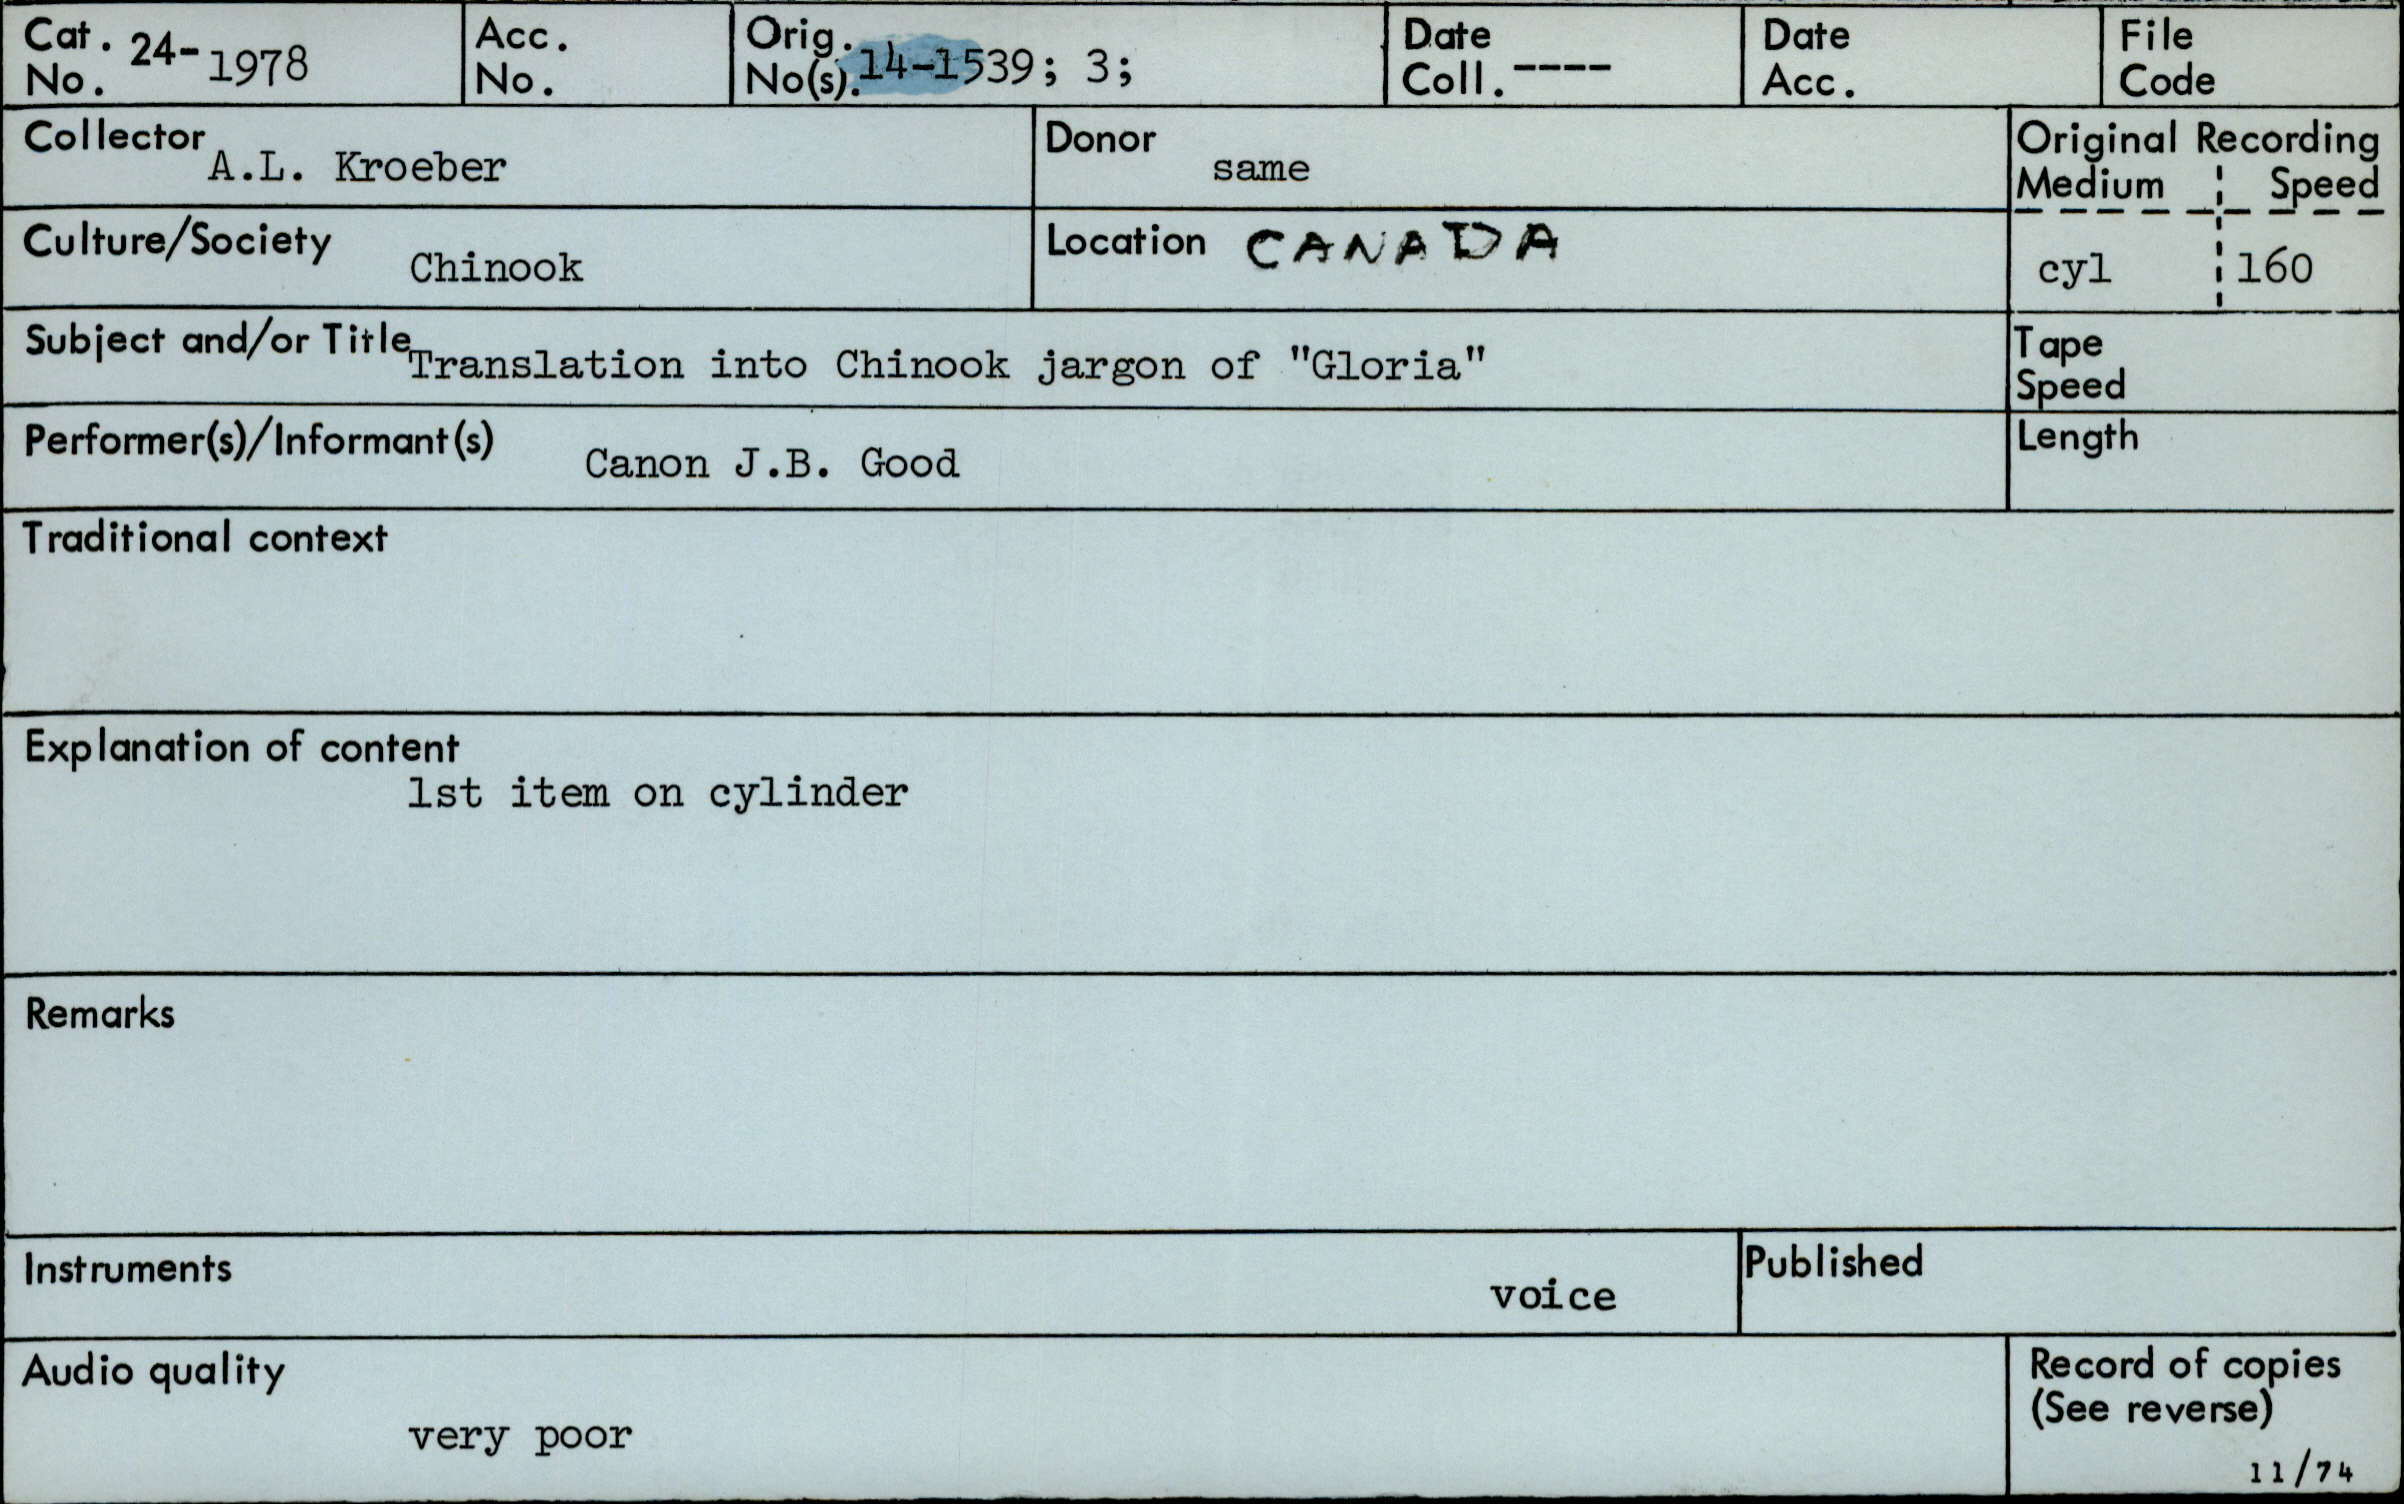 Cat. No. 24-1978
Acc. No.
Orig. No(s). 14-1539; 3;
Date Coll. ----
Date Acc.
File Code
Collector A.L. Kroeber
Donor same
Original Recording
Medium Speed
cyl 160
Culture/Society Chinook
Location CANADA
Subject and/or Title Translation into Chinook jargon of "Gloria"
Tape Speed
Performer(s)/Informant(s) Canon J.B. Good
Length
Traditional context
Explanation of content
1st item on cylinder
Remarks
Instruments voice
Published
Audio quality
very poor
Record of copies
(See reverse)
11/74